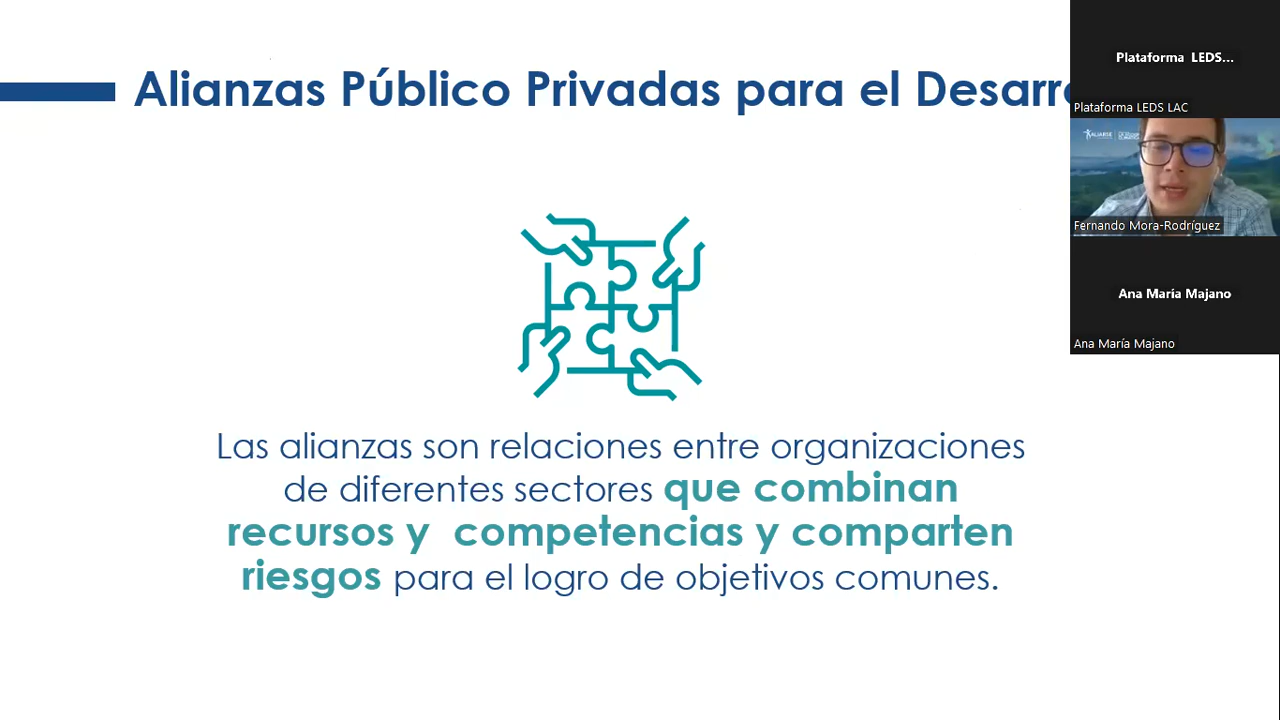 Alianzas Público Privadas para el Desarr
Las alianzas son relaciones entre organizaciones
de diferentes sectores que combinan
recursos y competencias y comparten
riesgos para el logro de objetivos comunes.
Plataforma LEDS...
Plataforma LEDS LAC
ALIARSE
Fernando Mora-Rodríguez
Ana María Majano
Ana María Majano